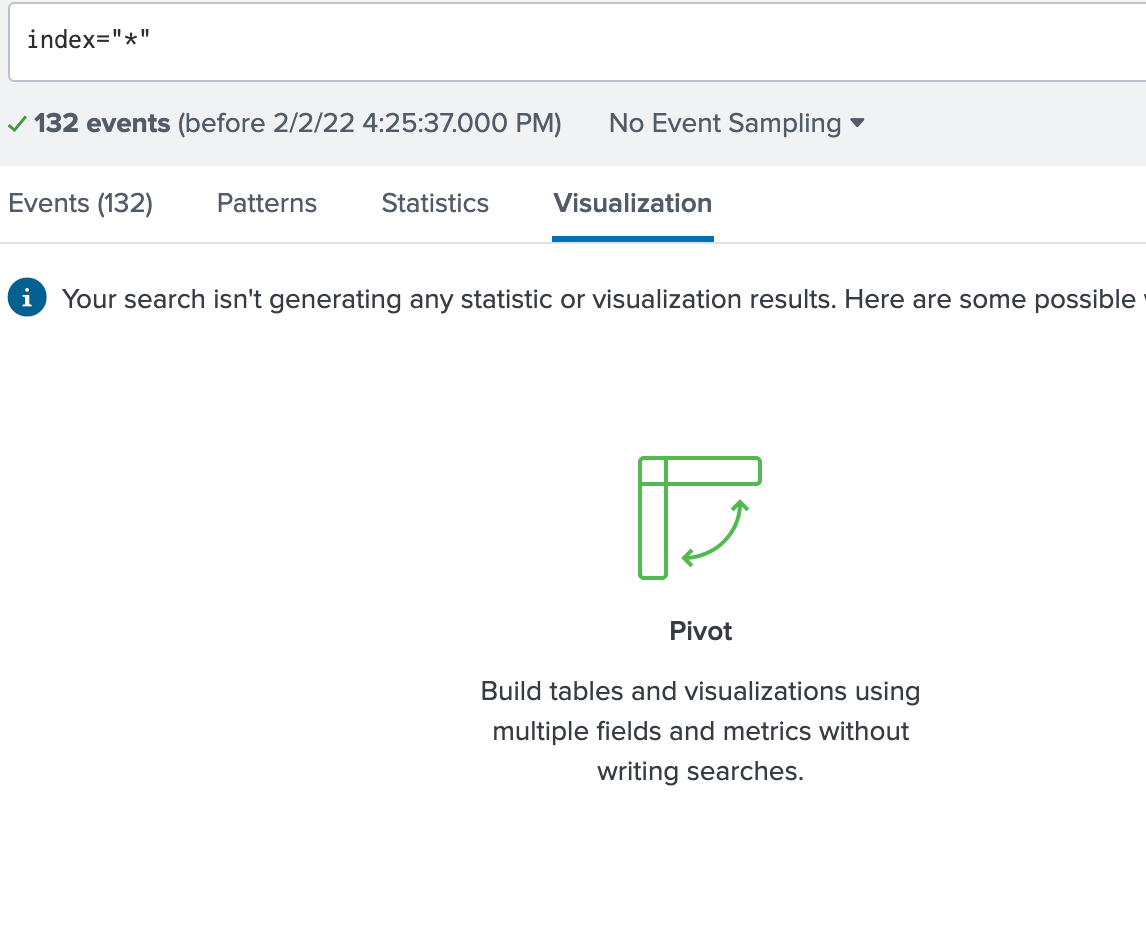 index="*"
132 events (before 2/2/22 4:25:37.000 PM) No Event Sampling
Events (132) Patterns Statistics Visualization
i Your search isn't generating any statistic or visualization results. Here are some possible
Pivot
Build tables and visualizations using
multiple fields and metrics without
writing searches.